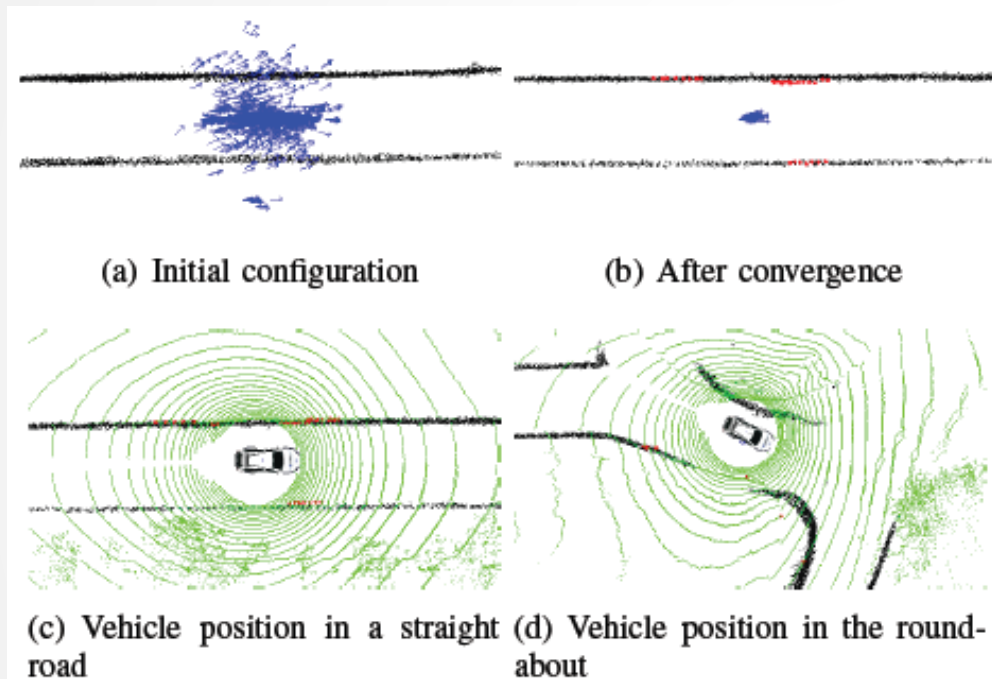 (a) Initial configuration
(b) After convergence
(c) Vehicle position in a straight
road
(d) Vehicle position in the round-
about